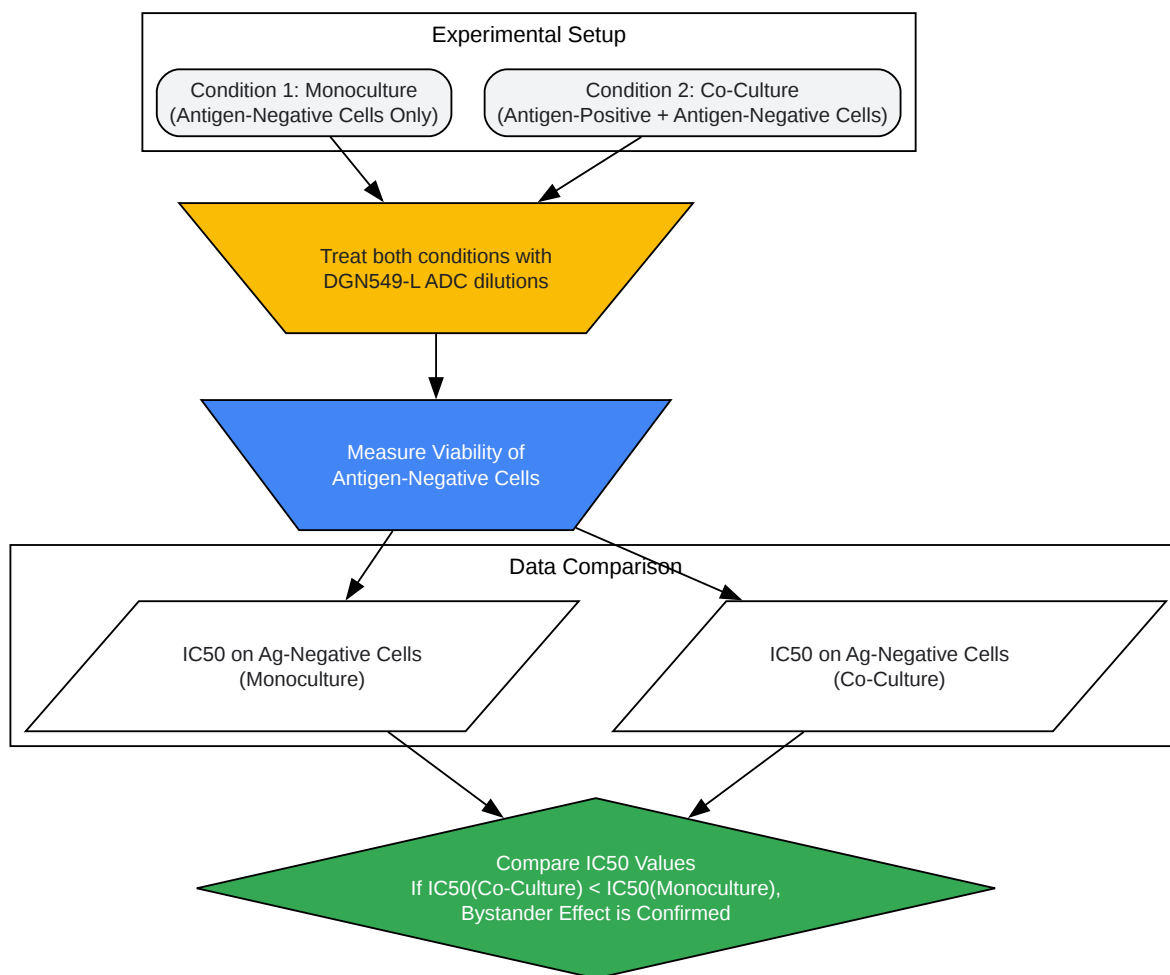 Experimental Setup
Condition 1: Monoculture
(Antigen-Negative Cells Only)
Condition 2: Co-Culture
(Antigen-Positive + Antigen-Negative Cells)
Treat both conditions with
DGN549-L ADC dilutions
Measure Viability of
Antigen-Negative Cells
Data Comparison
IC50 on Ag-Negative Cells
(Monoculture)
IC50 on Ag-Negative Cells
(Co-Culture)
Compare IC50 Values
If IC50(Co-Culture) < IC50(Monoculture),
Bystander Effect is Confirmed